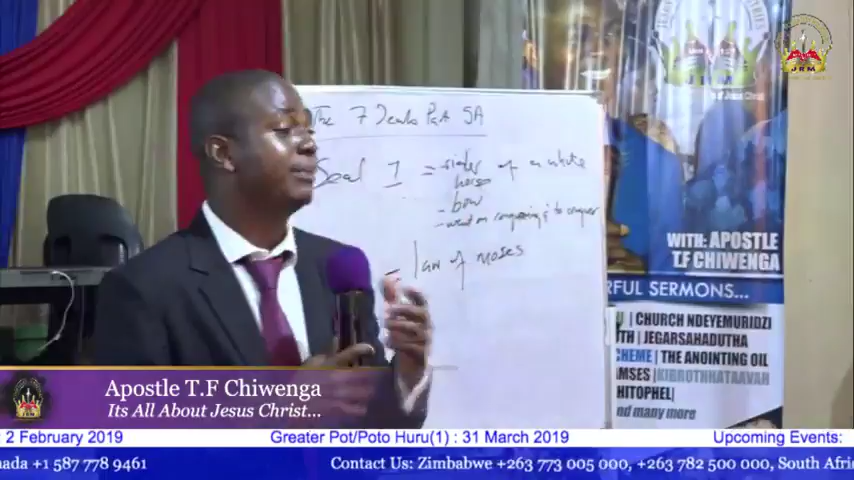 The 7 Seals Part 5A
Seal 1 = rider of a white
horse
- bow
- went on conquering & to conquer
- law of moses
JRM
WITH: APOSTLE
T.F CHIWENGA
RFUL SERMONS...
| CHURCH NDEYEMURIDZI
TH | JEGARSAHADUTHA
CHEME | THE ANOINTING OIL
MSES | KIBROTHHATAAVAH
HITOPHEL |
nd many more
Apostle T.F Chiwenga
Its All About Jesus Christ...
: 2 February 2019 Greater Pot/Poto Huru(1) : 31 March 2019 Upcoming Events:
nada +1 587 778 9461 Contact Us: Zimbabwe +263 773 005 000, +263 782 500 000, South Afri